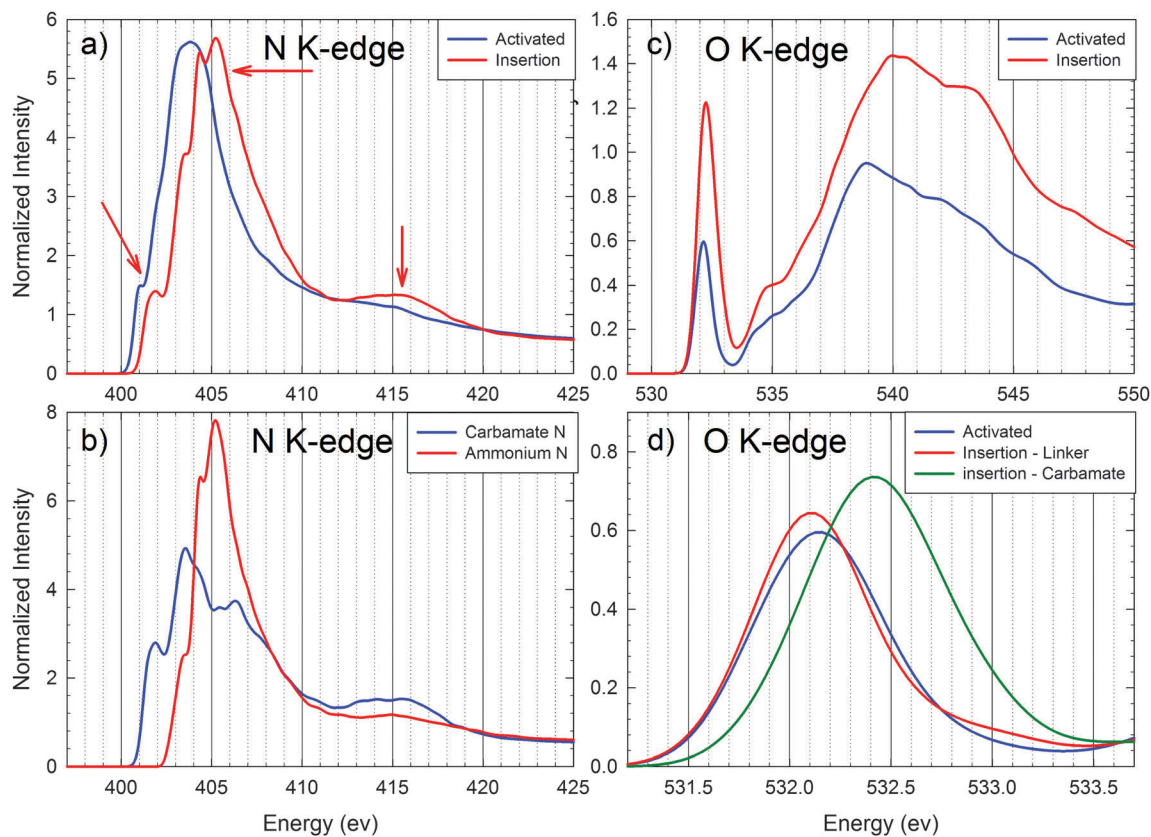 a)
N K-edge
Activated
Insertion
Normalized Intensity
6
5
4
3
2
1
0
400
405
410
415
420
425
c)
O K-edge
Activated
Insertion
1.6
1.4
1.2
1.0
0.8
0.6
0.4
0.2
0.0
530
535
540
545
550
b)
N K-edge
Carbamate N
Ammonium N
Normalized Intensity
8
6
4
2
0
400
405
410
415
420
425
Energy (ev)
d)
O K-edge
Activated
Insertion - Linker
insertion - Carbamate
0.8
0.6
0.4
0.2
0.0
531.5
532.0
532.5
533.0
533.5
Energy (ev)